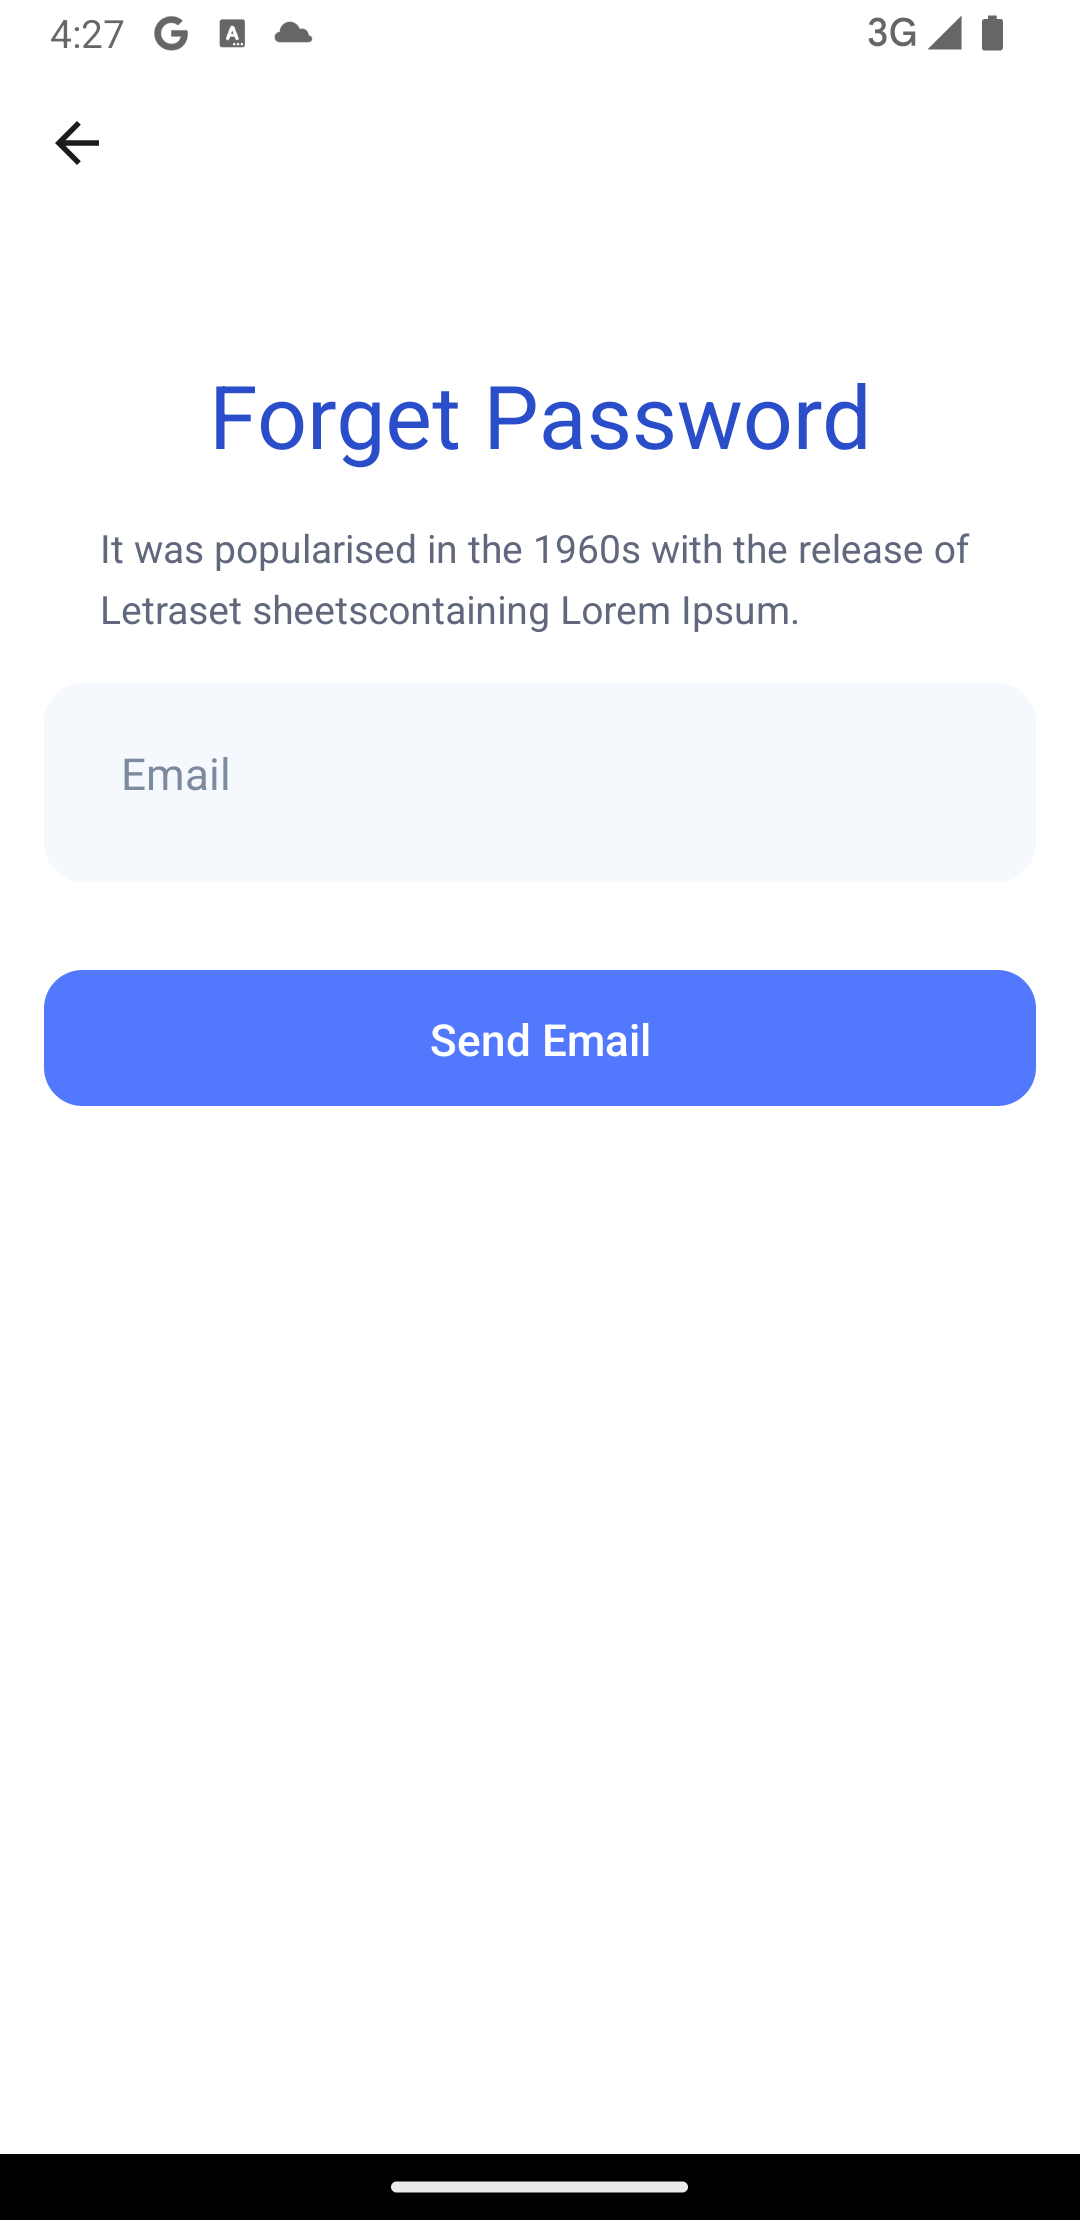 4:27
3G
Forget Password
It was popularised in the 1960s with the release of
Letraset sheetscontaining Lorem Ipsum.
Email
Send Email